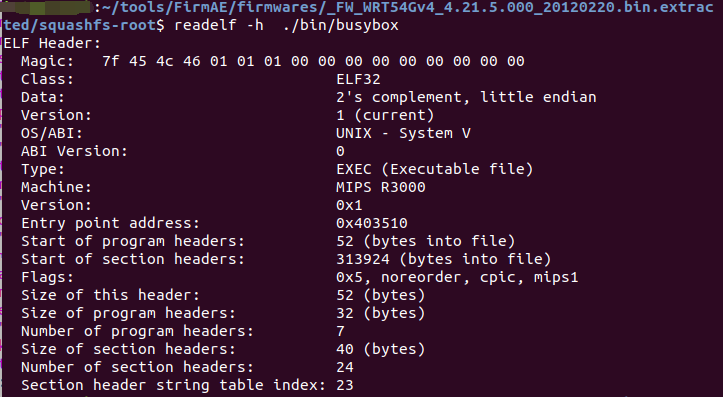 :~/tools/FirmAE/firmwares/_FW_WRT54Gv4_4.21.5.000_20120220.bin.extrac
ted/squashfs-root$ readelf -h  ./bin/busybox
ELF Header:
  Magic:   7f 45 4c 46 01 01 01 00 00 00 00 00 00 00 00 00
  Class:                             ELF32
  Data:                              2's complement, little endian
  Version:                           1 (current)
  OS/ABI:                            UNIX - System V
  ABI Version:                       0
  Type:                              EXEC (Executable file)
  Machine:                           MIPS R3000
  Version:                           0x1
  Entry point address:               0x403510
  Start of program headers:          52 (bytes into file)
  Start of section headers:          313924 (bytes into file)
  Flags:                             0x5, noreorder, cpic, mips1
  Size of this header:               52 (bytes)
  Size of program headers:           32 (bytes)
  Number of program headers:         7
  Size of section headers:           40 (bytes)
  Number of section headers:         24
  Section header string table index: 23